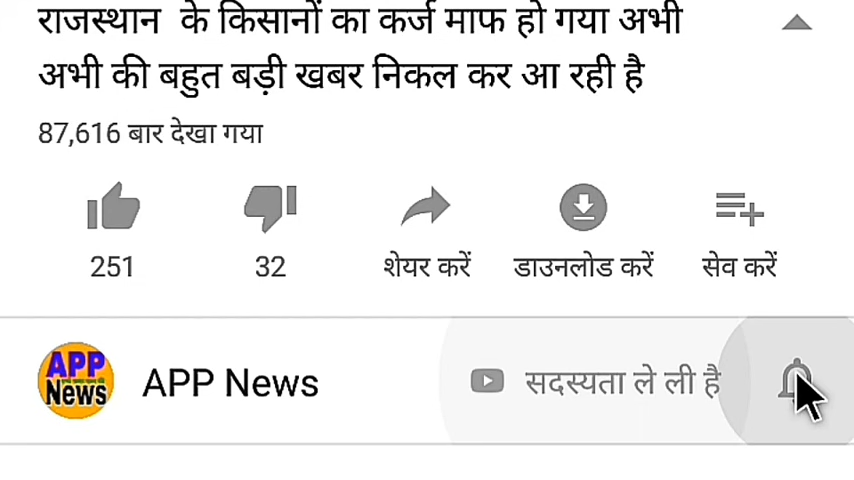 राजस्थान के किसानों का कर्ज माफ हो गया अभी
अभी की बहुत बड़ी खबर निकल कर आ रही है
87,616 बार देखा गया
251
32
शेयर करें
डाउनलोड करें
सेव करें
APP
News
APP News
सदस्यता ले ली है